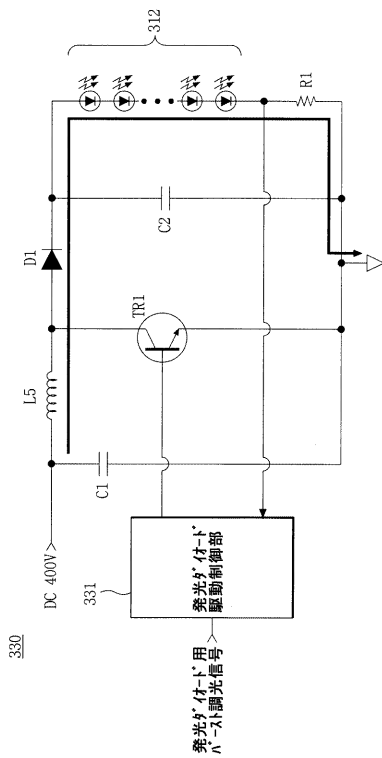 330
DC 400V
C1
L5
TR1
D1
C2
312
R1
331
発光ダイオード
駆動制御部
発光ダイオード用
バースト調光信号